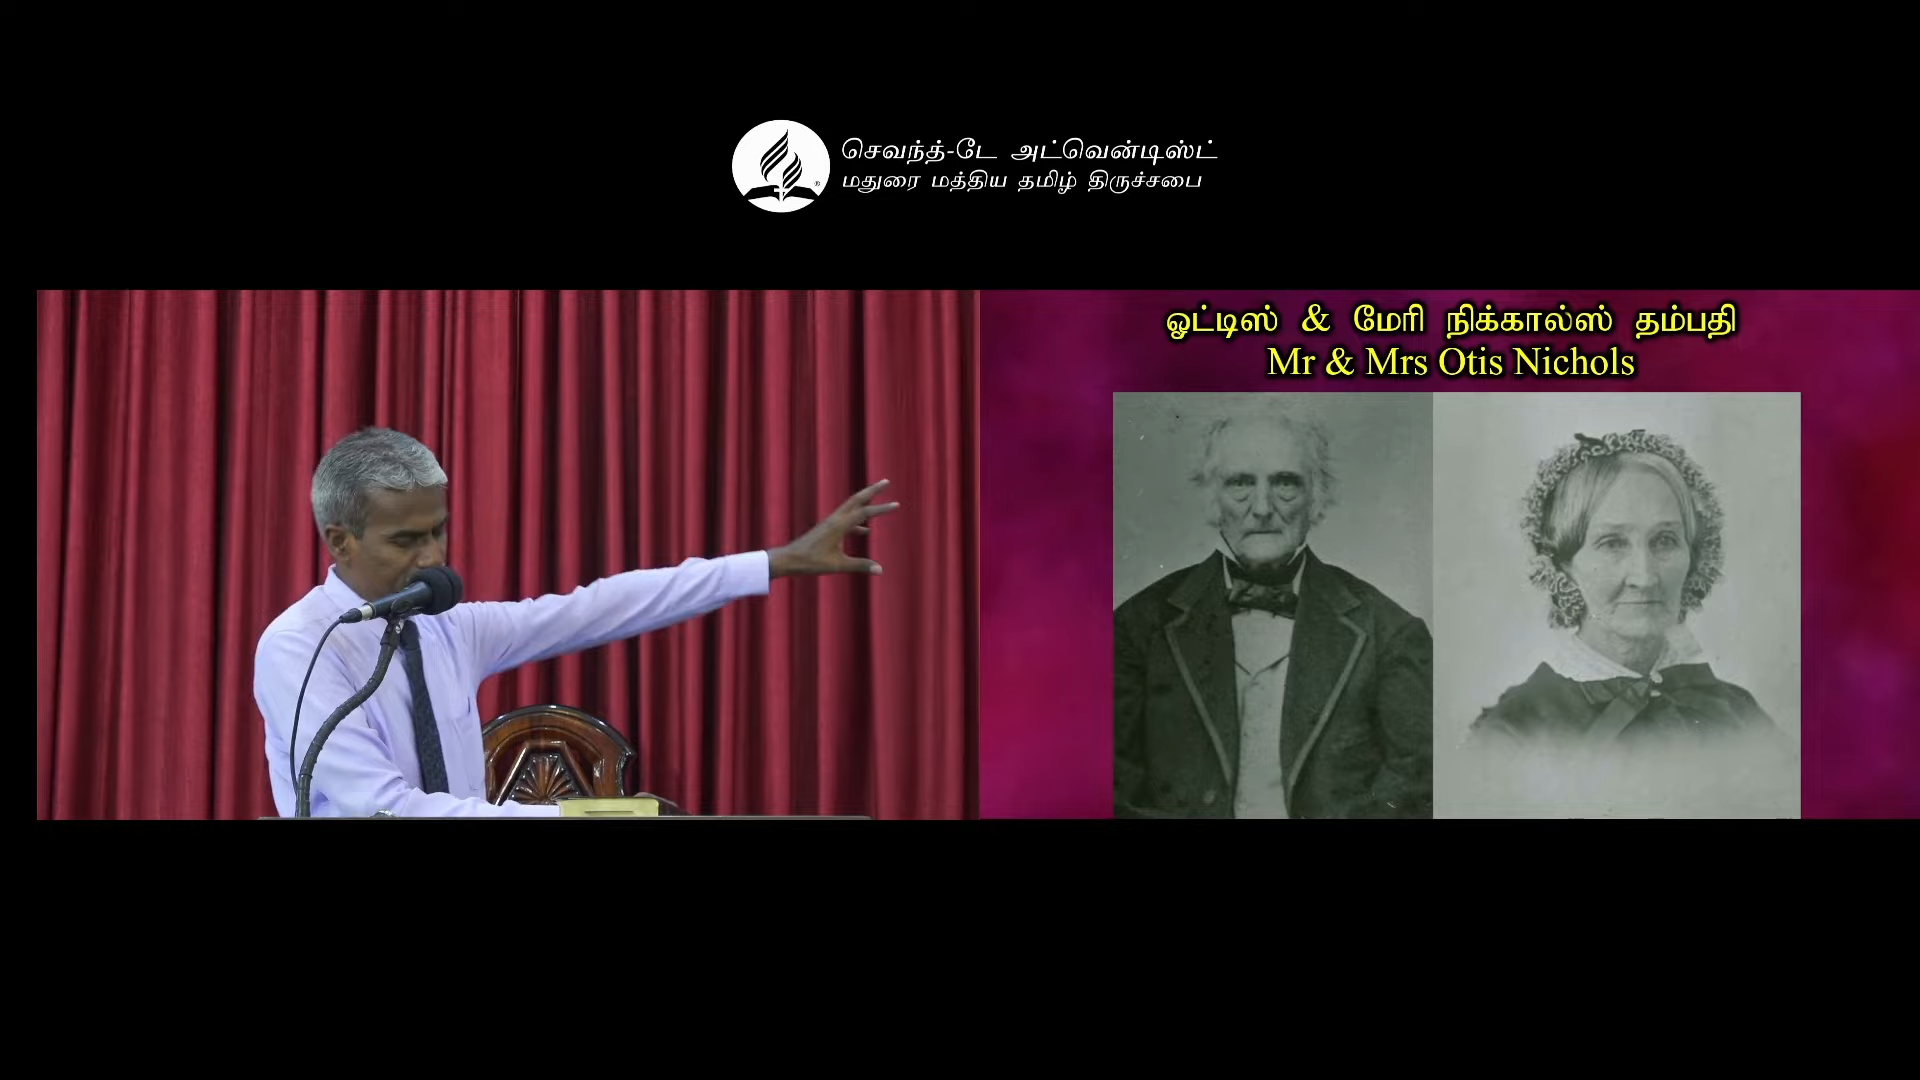 செவந்த்-டே அட்வென்டிஸ்ட்
மதுரை மத்திய தமிழ் திருச்சபை
ஓட்டிஸ் & மேரி நிக்கால்ஸ் தம்பதி
Mr & Mrs Otis Nichols